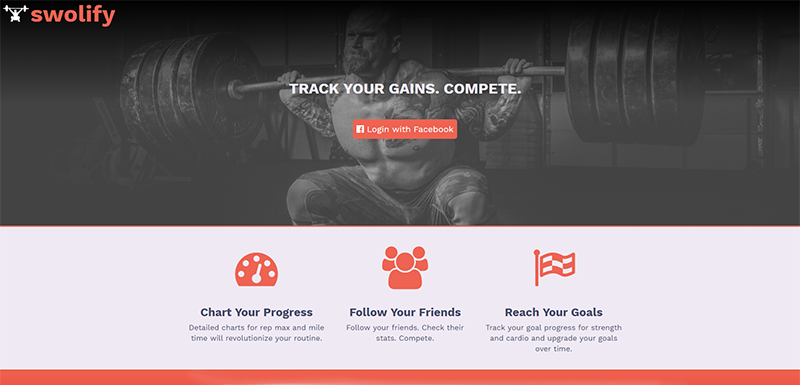 swolify
TRACK YOUR GAINS. COMPETE.
Login with Facebook
Chart Your Progress
Detailed charts for rep max and mile
time will revolutionize your routine.
Follow Your Friends
Follow your friends. Check their
stats. Compete.
Reach Your Goals
Track your goal progress for strength
and cardio and upgrade your goals
over time.